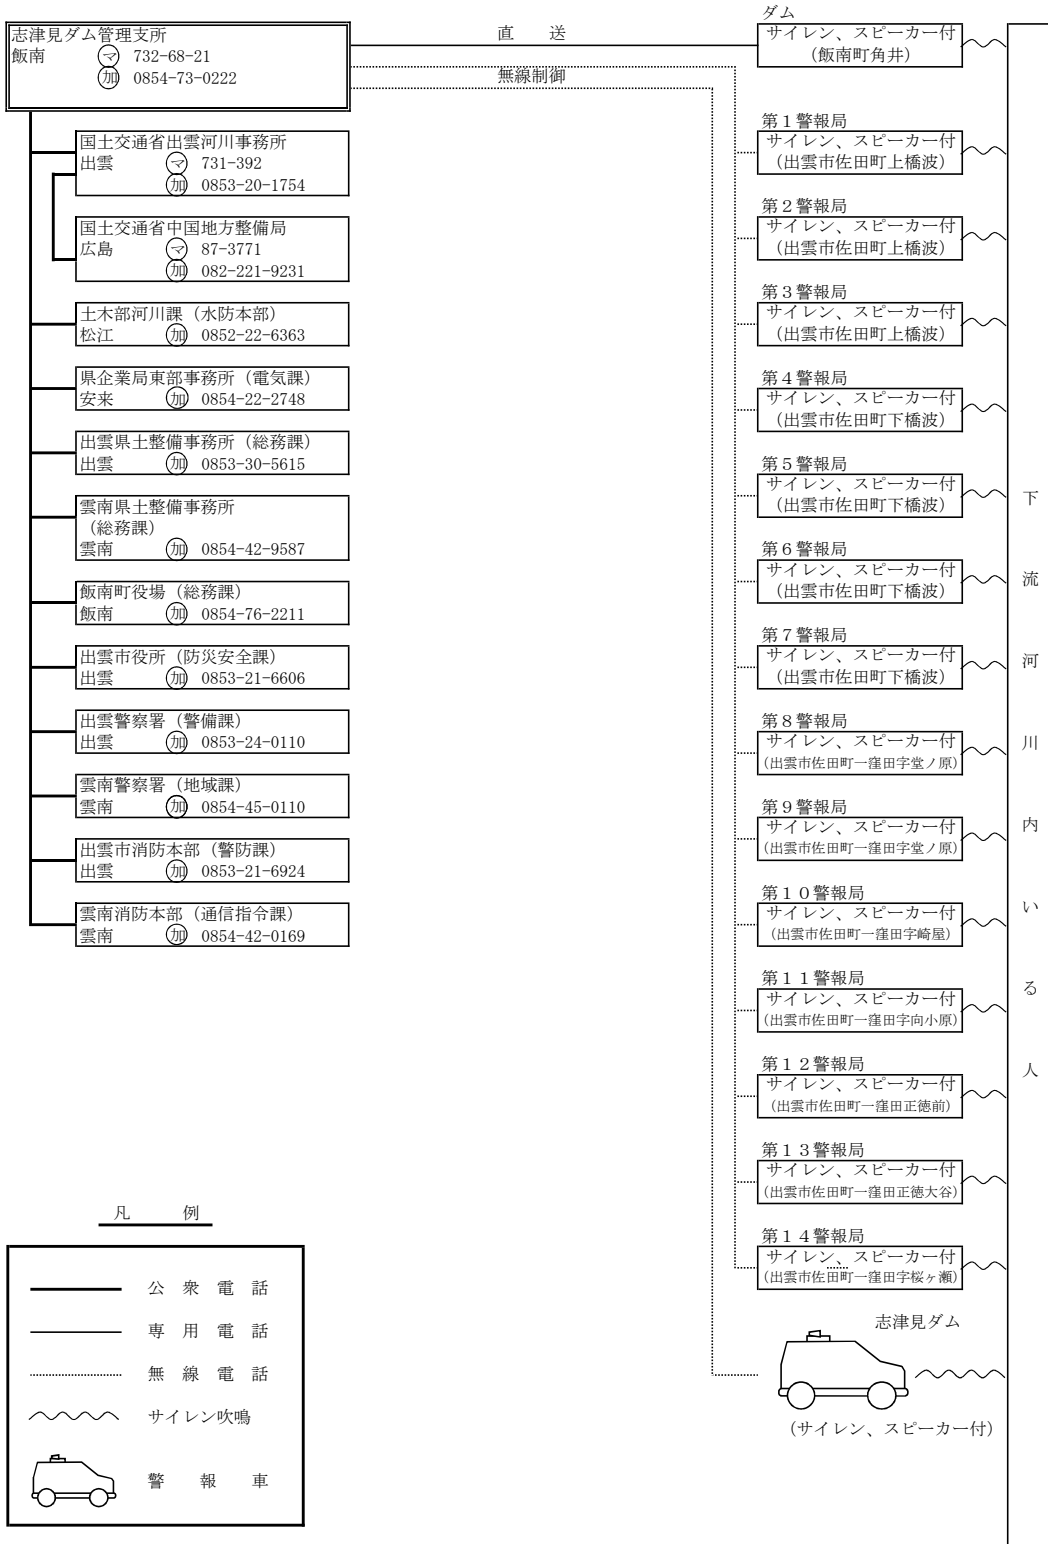 志津見ダム管理支所
飯南 マ 732-68-21
加 0854-73-0222
直 送
無線制御
国土交通省出雲河川事務所
出雲 マ 731-392
加 0853-20-1754
国土交通省中国地方整備局
広島 マ 87-3771
加 082-221-9231
土木部河川課（水防本部）
松江 加 0852-22-6363
県企業局東部事務所（電気課）
安来 加 0854-22-2748
出雲県土整備事務所（総務課）
出雲 加 0853-30-5615
雲南県土整備事務所
（総務課）
雲南 加 0854-42-9587
飯南町役場（総務課）
飯南 加 0854-76-2211
出雲市役所（防災安全課）
出雲 加 0853-21-6606
出雲警察署（警備課）
出雲 加 0853-24-0110
雲南警察署（地域課）
雲南 加 0854-45-0110
出雲市消防本部（警防課）
出雲 加 0853-21-6924
雲南消防本部（通信指令課）
雲南 加 0854-42-0169
ダム
サイレン、スピーカー付
（飯南町角井）
第１警報局
サイレン、スピーカー付
（出雲市佐田町上橋波）
第２警報局
サイレン、スピーカー付
（出雲市佐田町上橋波）
第３警報局
サイレン、スピーカー付
（出雲市佐田町上橋波）
第４警報局
サイレン、スピーカー付
（出雲市佐田町下橋波）
第５警報局
サイレン、スピーカー付
（出雲市佐田町下橋波）
第６警報局
サイレン、スピーカー付
（出雲市佐田町下橋波）
第７警報局
サイレン、スピーカー付
（出雲市佐田町下橋波）
第８警報局
サイレン、スピーカー付
（出雲市佐田町一窪田字堂ノ原）
第９警報局
サイレン、スピーカー付
（出雲市佐田町一窪田字堂ノ原）
第１０警報局
サイレン、スピーカー付
（出雲市佐田町一窪田字崎屋）
第１１警報局
サイレン、スピーカー付
（出雲市佐田町一窪田字向小原）
第１２警報局
サイレン、スピーカー付
（出雲市佐田町一窪田正徳前）
第１３警報局
サイレン、スピーカー付
（出雲市佐田町一窪田正徳大谷）
第１４警報局
サイレン、スピーカー付
（出雲市佐田町一窪田字桜ヶ瀬）
志津見ダム
（サイレン、スピーカー付）
下流河川内いる人
凡 例
公 衆 電 話
専 用 電 話
無 線 電 話
サイレン吹鳴
警 報 車